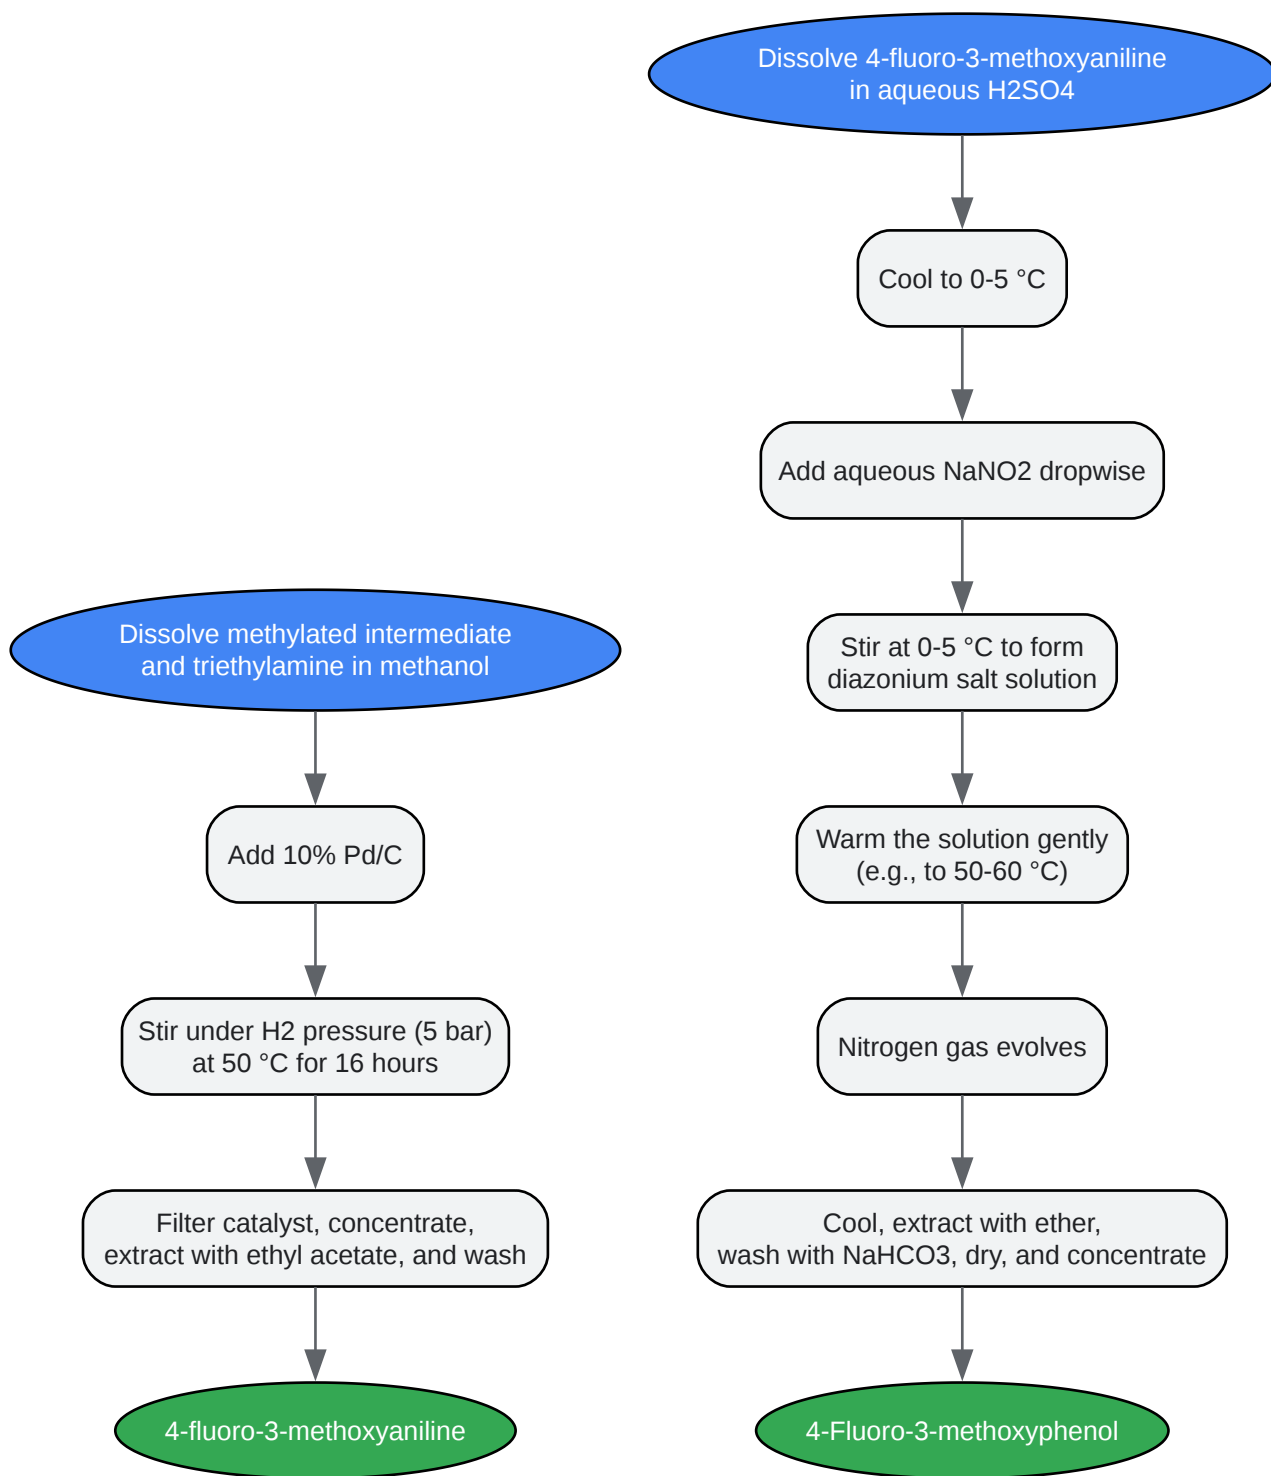 Dissolve methylated intermediate
and triethylamine in methanol
Add 10% Pd/C
Stir under H2 pressure (5 bar)
at 50 °C for 16 hours
Filter catalyst, concentrate,
extract with ethyl acetate, and wash
4-fluoro-3-methoxyaniline
Dissolve 4-fluoro-3-methoxyaniline
in aqueous H2SO4
Cool to 0-5 °C
Add aqueous NaNO2 dropwise
Stir at 0-5 °C to form
diazonium salt solution
Warm the solution gently
(e.g., to 50-60 °C)
Nitrogen gas evolves
Cool, extract with ether,
wash with NaHCO3, dry, and concentrate
4-Fluoro-3-methoxyphenol